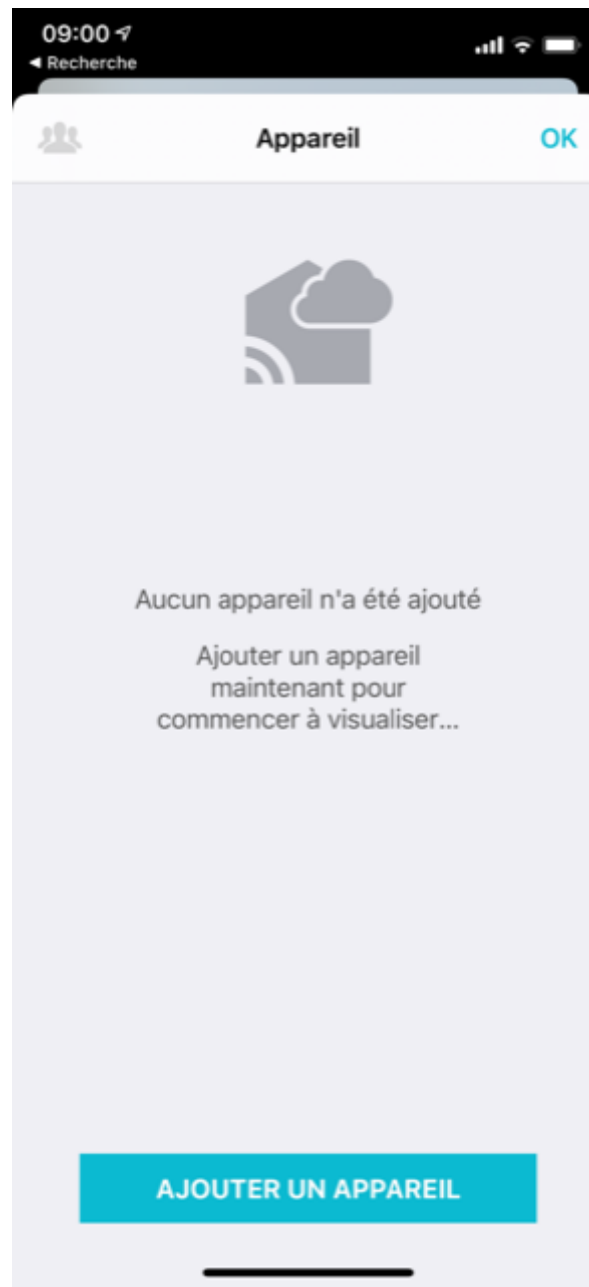 09:00
◀ Recherche
Appareil
OK
Aucun appareil n'a été ajouté
Ajouter un appareil
maintenant pour
commencer à visualiser...
AJOUTER UN APPAREIL